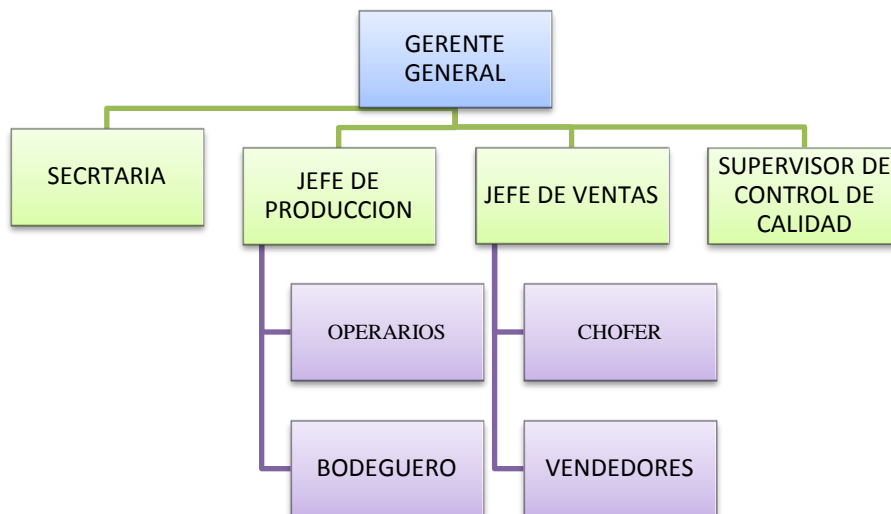 GERENTE
GENERAL
SECRTARIA
JEFE DE
PRODUCCION
JEFE DE VENTAS
SUPERVISOR DE
CONTROL DE
CALIDAD
OPERARIOS
CHOFER
BODEGUERO
VENDEDORES